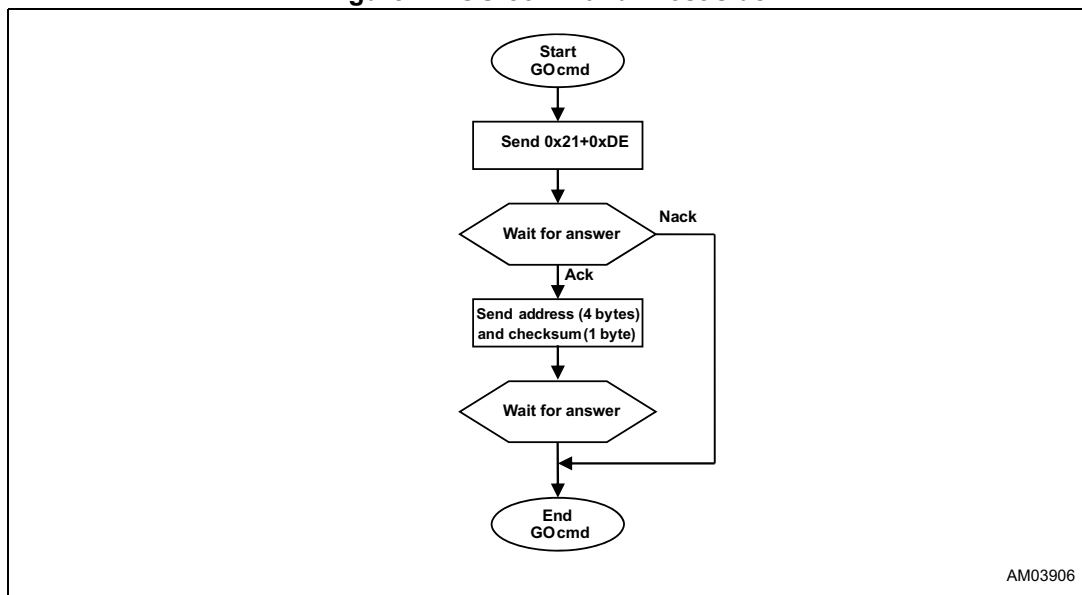 Start
GO cmd
Send 0x21+0xDE
Wait for answer
Nack
Ack
Send address (4 bytes)
and checksum (1 byte)
Wait for answer
End
GO cmd
AM03906